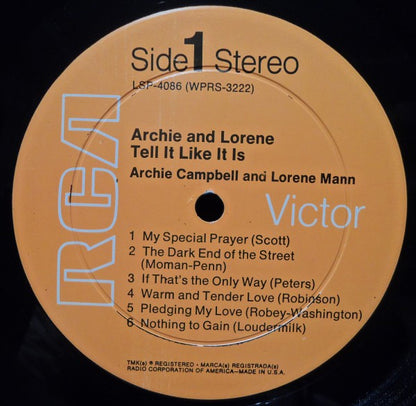 Side 1 Stereo
LSP-4086 (WPRS-3222)
Archie and Lorene
Tell It Like It Is
Archie Campbell and Lorene Mann
RCA
Victor
1 My Special Prayer (Scott)
2 The Dark End of the Street
(Moman-Penn)
3 If That's the Only Way (Peters)
4 Warm and Tender Love (Robinson)
5 Pledging My Love (Robey-Washington)
6 Nothing to Gain (Loudermilk)
TMK(s) ® REGISTERED • MARCA(s) REGISTRADA(s)
RADIO CORPORATION OF AMERICA—MADE IN U.S.A.